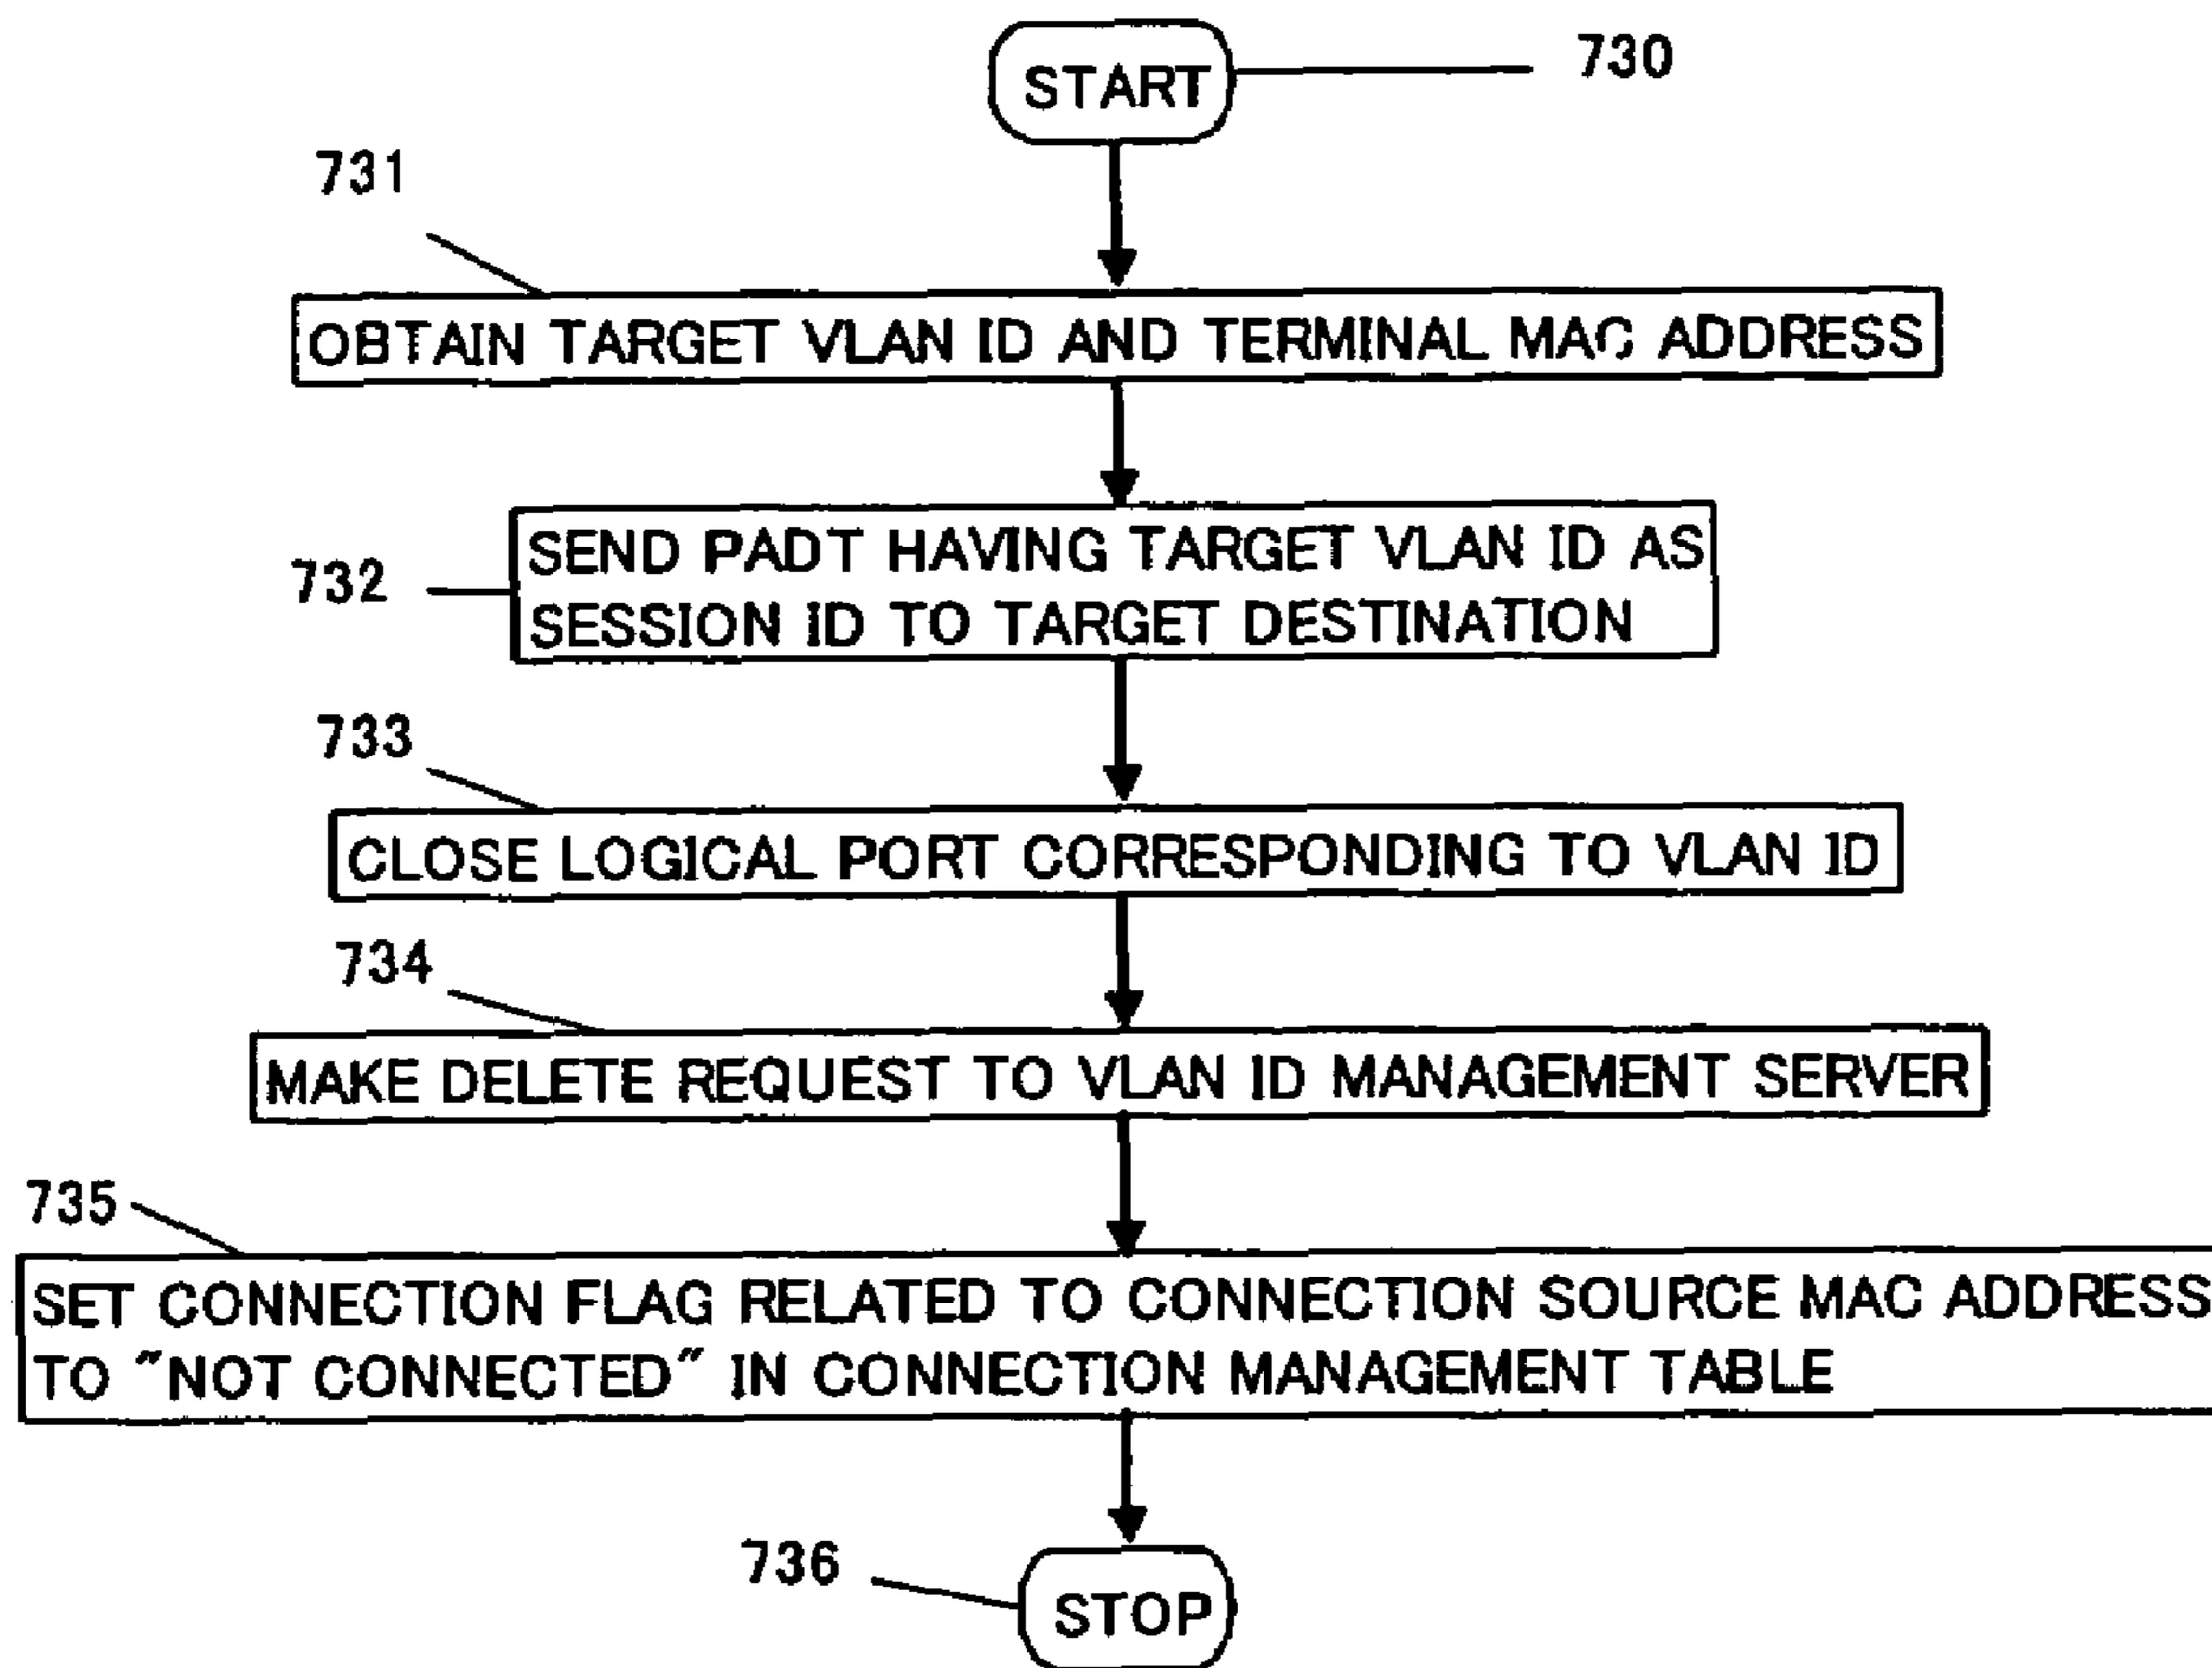 START
730
731
OBTAIN TARGET VLAN ID AND TERMINAL MAC ADDRESS
732
SEND PADT HAVING TARGET VLAN ID AS
SESSION ID TO TARGET DESTINATION
733
CLOSE LOGICAL PORT CORRESPONDING TO VLAN ID
734
MAKE DELETE REQUEST TO VLAN ID MANAGEMENT SERVER
735
SET CONNECTION FLAG RELATED TO CONNECTION SOURCE MAC ADDRESS
TO "NOT CONNECTED" IN CONNECTION MANAGEMENT TABLE
736
STOP